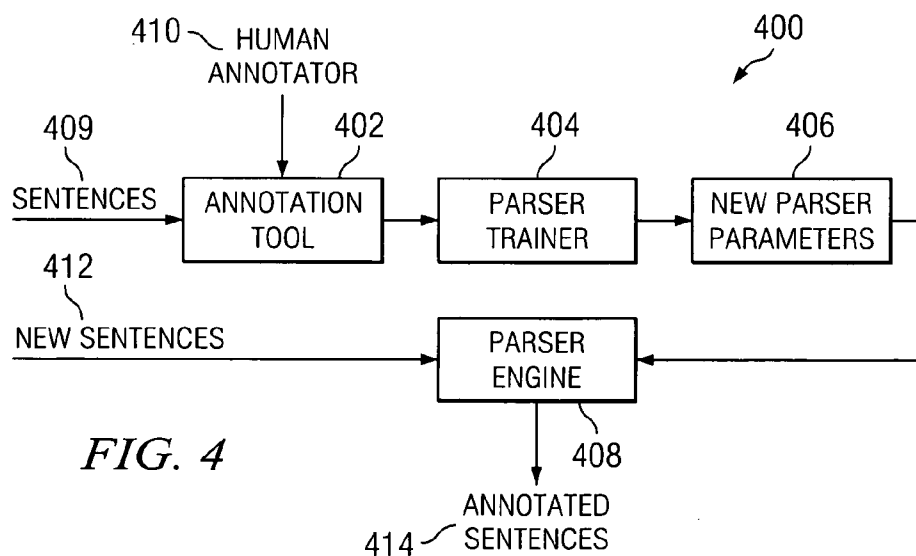 410
HUMAN
ANNOTATOR
400
409
SENTENCES
402
ANNOTATION
TOOL
404
PARSER
TRAINER
406
NEW PARSER
PARAMETERS
412
NEW SENTENCES
PARSER
ENGINE
408
FIG. 4
414
ANNOTATED
SENTENCES